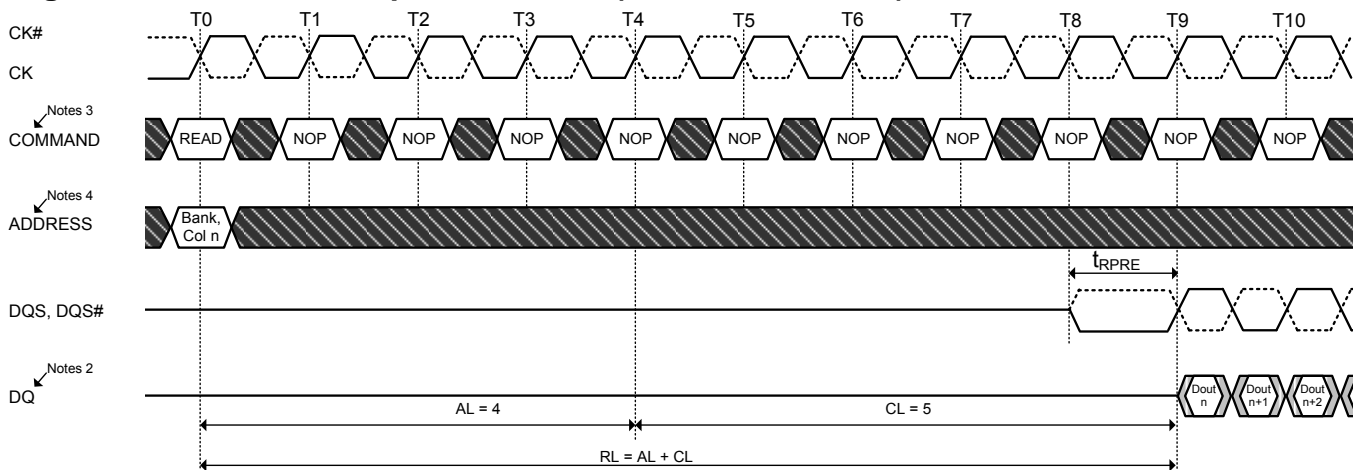 T0 T1 T2 T3 T4 T5 T6 T7 T8 T9 T10
CK#
CK
Notes 3
COMMAND
READ NOP NOP NOP NOP NOP NOP NOP NOP NOP NOP
Notes 4
ADDRESS
Bank,
Col n
tRPRE
DQS, DQS#
Notes 2
DQ
Dout
n
Dout
n+1
Dout
n+2
AL = 4
CL = 5
RL = AL + CL